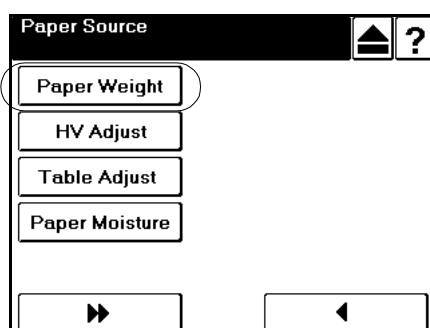 Paper Source
?
Paper Weight
HV Adjust
Table Adjust
Paper Moisture